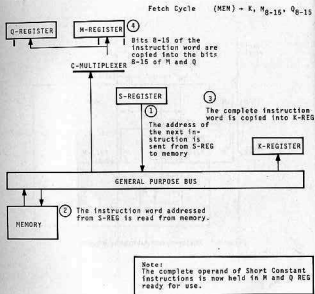 Fetch Cycle (MEM) → K, M8-15, Q8-15
Q-REGISTER
M-REGISTER
4
Bits 8-15 of the
instruction word are
copied into the bits
8-15 of M and Q
C-MULTIPLEXER
S-REGISTER
1
The address of
the next in-
struction is
sent from S-REG
to memory
3
The complete instruction
word is copied into K-REG
K-REGISTER
GENERAL PURPOSE BUS
MEMORY
2
The instruction word addressed
from S-REG is read from memory.
Note:
The complete operand of Short Constant
instructions is now held in M and Q REG
ready for use.